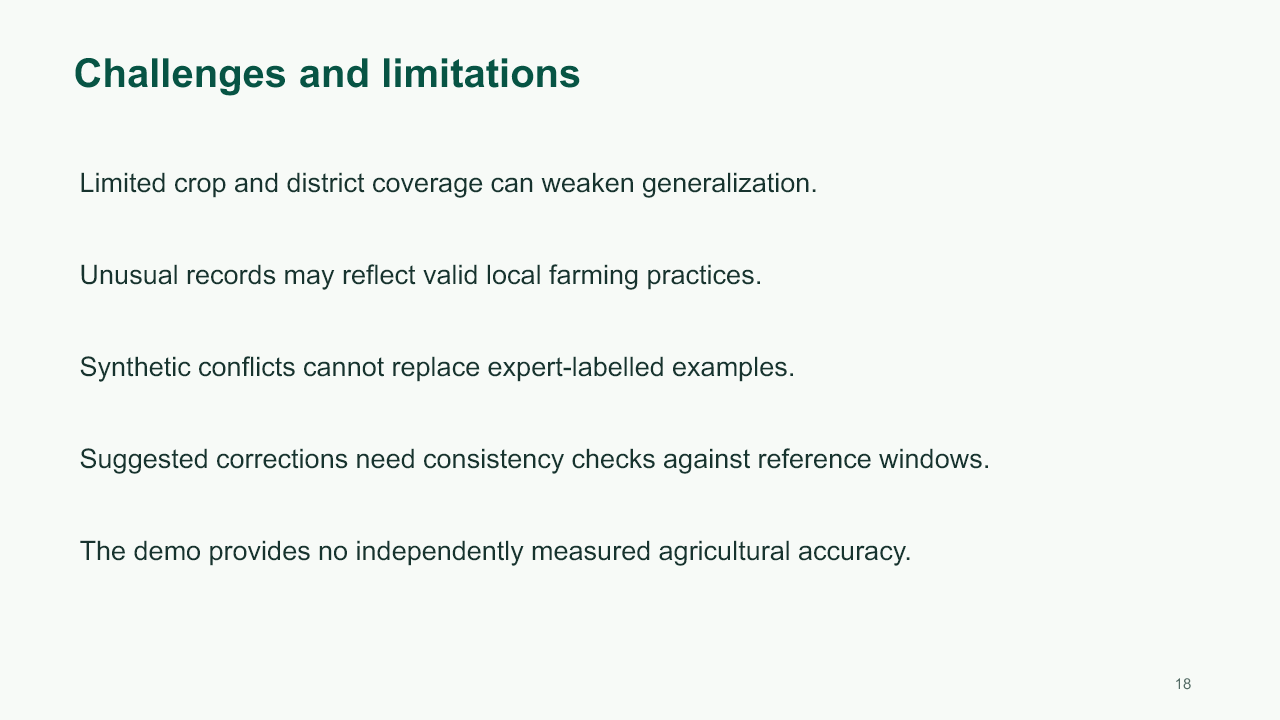 Challenges and limitations
Limited crop and district coverage can weaken generalization.
Unusual records may reflect valid local farming practices.
Synthetic conflicts cannot replace expert-labelled examples.
Suggested corrections need consistency checks against reference windows.
The demo provides no independently measured agricultural accuracy.
18